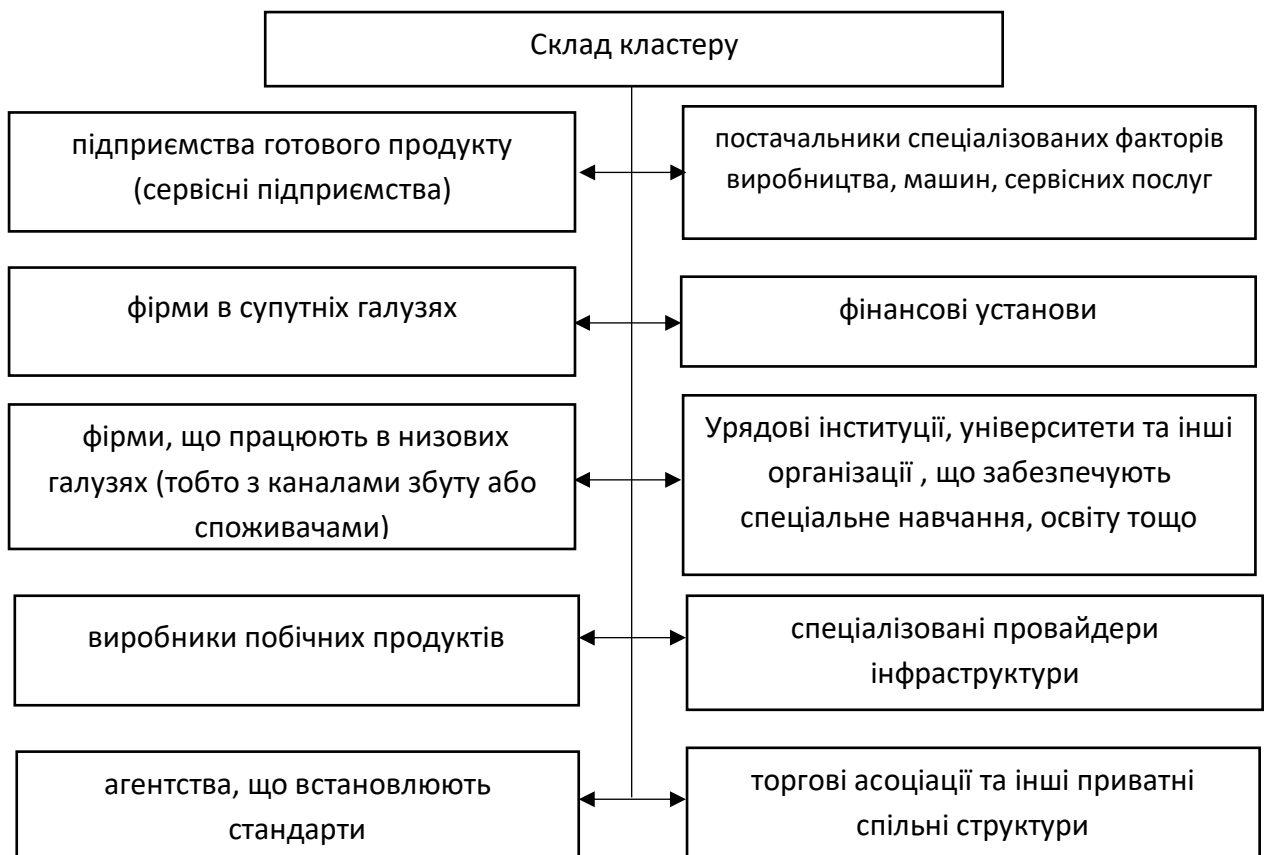 Склад кластеру
підприємства готового продукту
(сервісні підприємства)
постачальники спеціалізованих факторів
виробництва, машин, сервісних послуг
фірми в супутніх галузях
фінансові установи
фірми, що працюють в низових
галузях (тобто з каналами збуту або
споживачами)
Урядові інституції, університети та інші
організації , що забезпечують
спеціальне навчання, освіту тощо
виробники побічних продуктів
спеціалізовані провайдери
інфраструктури
агентства, що встановлюють
стандарти
торгові асоціації та інші приватні
спільні структури